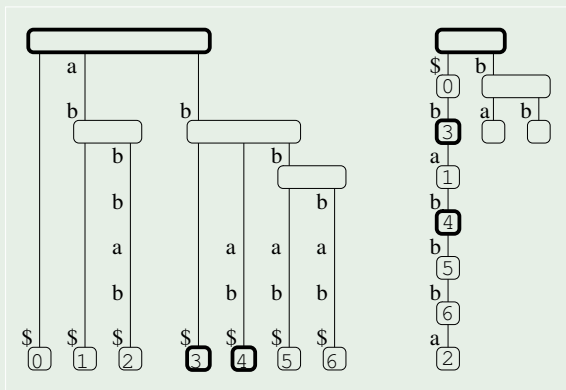 a $ b
0
b b b a b
b b 3
a
1
b b b
4
a a a a b
5
b b b b b
6
$ $ $ $ $ $ $ a
0 1 2 3 4 5 6 2